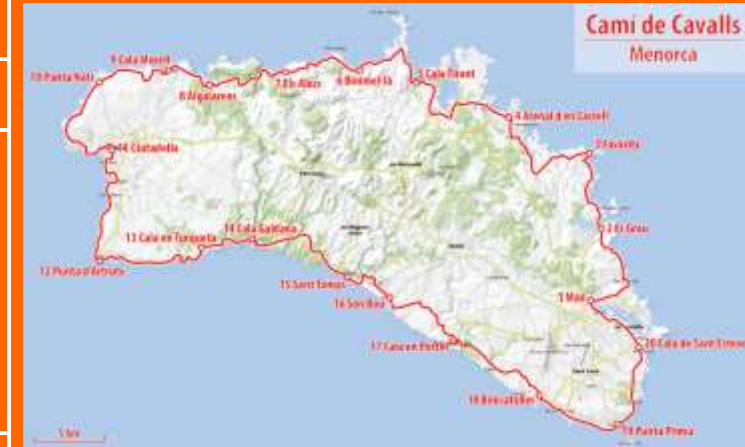 Camí de Cavalls
Menorca
9 Cala Morell
10 Punta Nati
8 Algaiarens
7 Els Alocs
6 Binimel·là
5 Cala Tirant
4 Arenal d'en Castell
3 Favaritx
2 Es Grau
1 Maó
20 Cala de Sant Esteve
19 Punta Prima
18 Binisafúller
17 Cala en Porter
16 Son Bou
15 Sant Tomàs
14 Cala Galdana
13 Cala en Turqueta
12 Punta d'Artrutx
11 Ciutadella
5 km